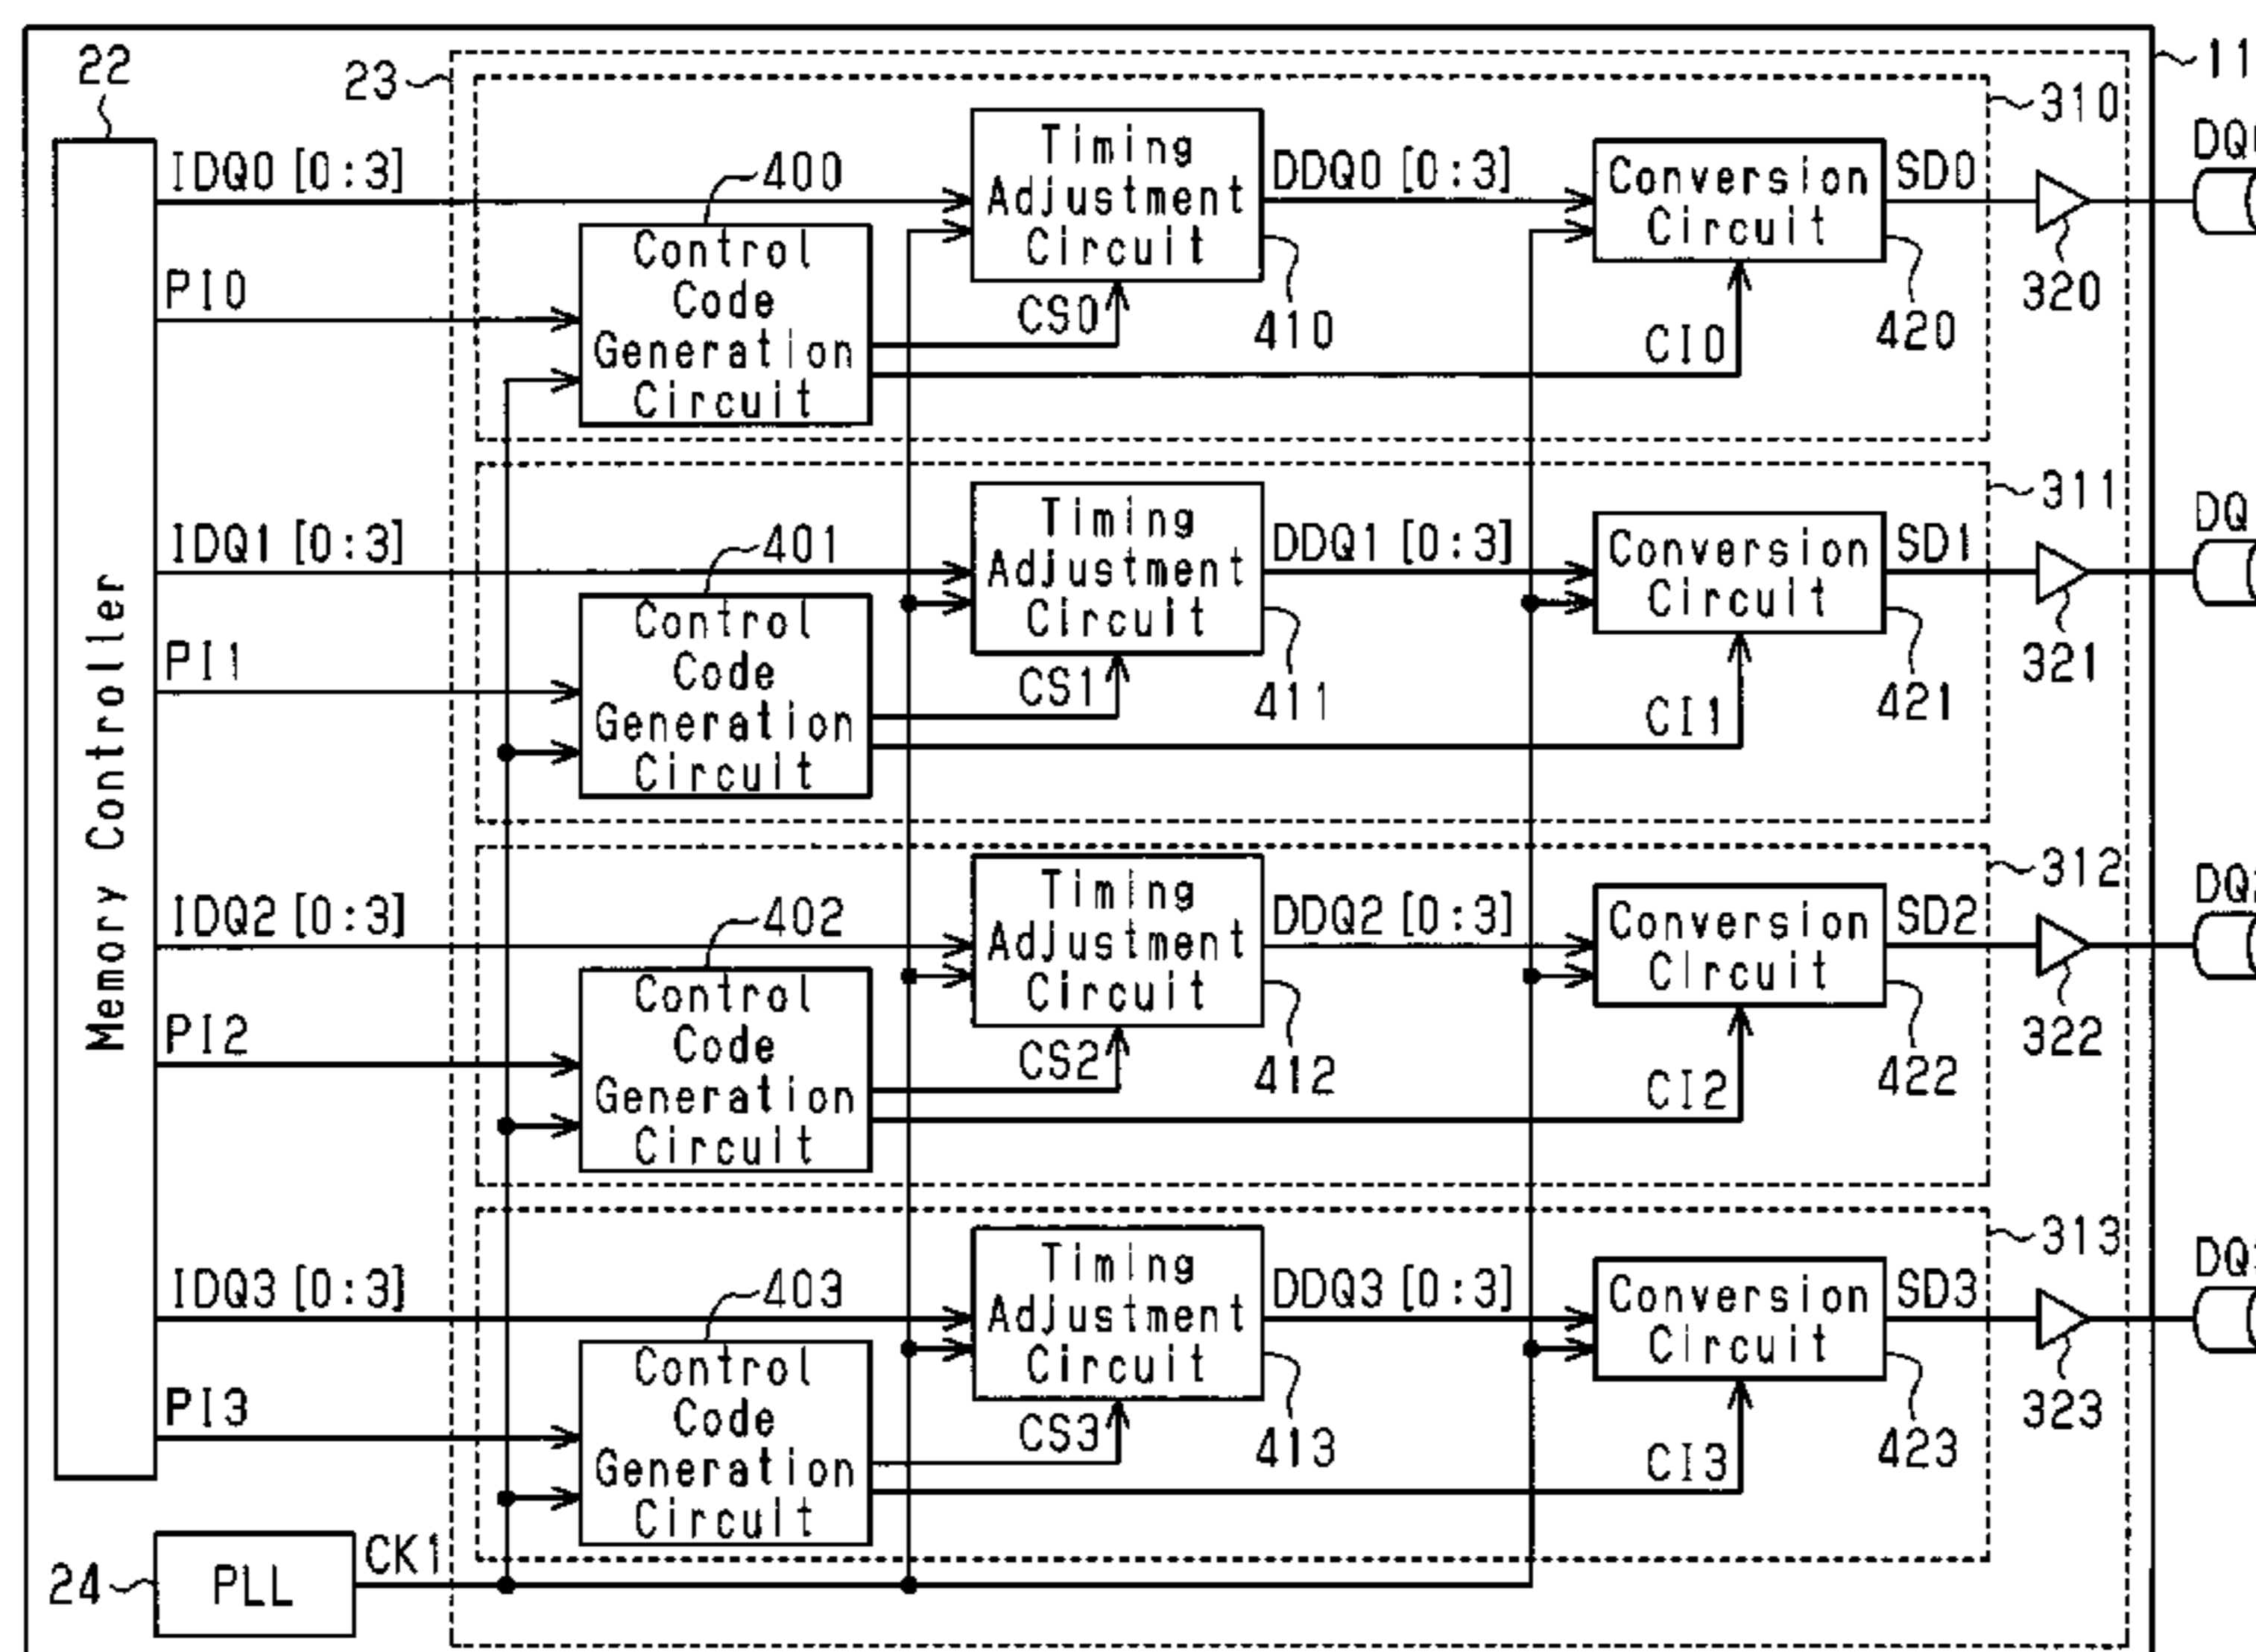 22
23
11
310
IDQ0 [0:3]
400
Timing
Adjustment
Circuit
DDQ0 [0:3]
Conversion
Circuit
SD0
320
PI0
Control
Code
Generation
Circuit
CS0
410
CI0
420
311
IDQ1 [0:3]
401
Timing
Adjustment
Circuit
DDQ1 [0:3]
Conversion
Circuit
SD1
321
PI1
Control
Code
Generation
Circuit
CS1
411
CI1
421
Memory Controller
312
IDQ2 [0:3]
402
Timing
Adjustment
Circuit
DDQ2 [0:3]
Conversion
Circuit
SD2
322
PI2
Control
Code
Generation
Circuit
CS2
412
CI2
422
313
IDQ3 [0:3]
403
Timing
Adjustment
Circuit
DDQ3 [0:3]
Conversion
Circuit
SD3
323
PI3
Control
Code
Generation
Circuit
CS3
413
CI3
423
24
PLL
CK1